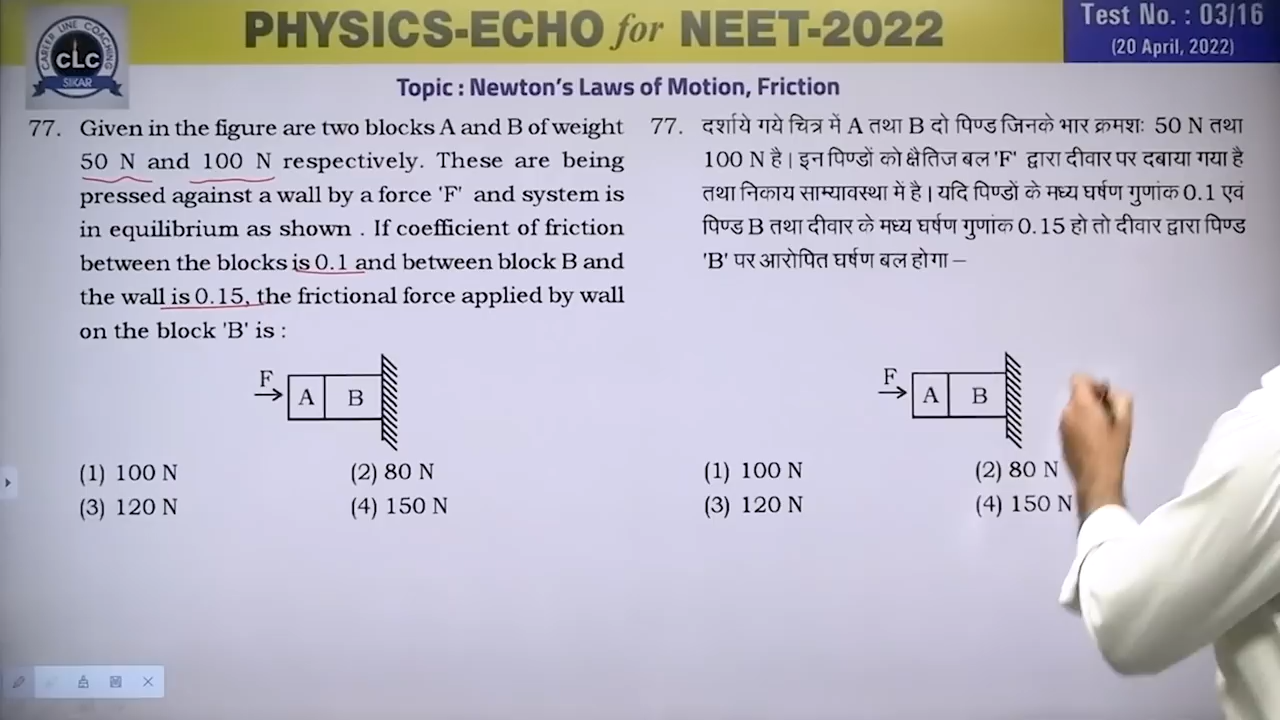 PHYSICS-ECHO for NEET-2022
Test No. : 03/16
(20 April, 2022)
CAREER LINE COACHING
CLC
SIKAR
Topic : Newton's Laws of Motion, Friction
77. Given in the figure are two blocks A and B of weight
50 N and 100 N respectively. These are being
pressed against a wall by a force 'F' and system is
in equilibrium as shown . If coefficient of friction
between the blocks is 0.1 and between block B and
the wall is 0.15, the frictional force applied by wall
on the block 'B' is :
F
A B
(1) 100 N (2) 80 N
(3) 120 N (4) 150 N
77. दर्शाये गये चित्र में A तथा B दो पिण्ड जिनके भार क्रमशः 50 N तथा
100 N है। इन पिण्डों को क्षैतिज बल 'F' द्वारा दीवार पर दबाया गया है
तथा निकाय साम्यावस्था में है। यदि पिण्डों के मध्य घर्षण गुणांक 0.1 एवं
पिण्ड B तथा दीवार के मध्य घर्षण गुणांक 0.15 हो तो दीवार द्वारा पिण्ड
'B' पर आरोपित घर्षण बल होगा –
F
A B
(1) 100 N (2) 80 N
(3) 120 N (4) 150 N